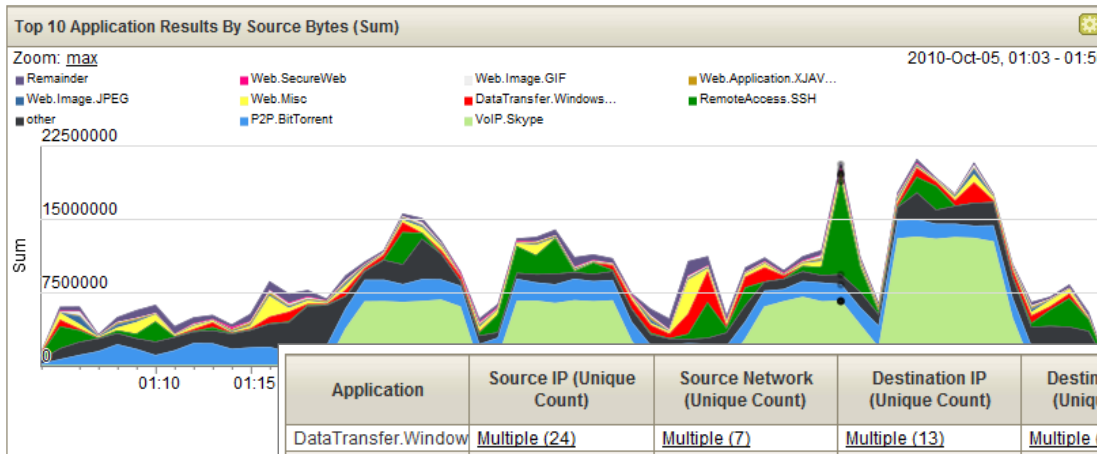 Top 10 Application Results By Source Bytes (Sum)
Zoom: max 2010-Oct-05, 01:03 - 01:5
Remainder Web.SecureWeb Web.Image.GIF Web.Application.XJAV...
Web.Image.JPEG Web.Misc DataTransfer.Windows... RemoteAccess.SSH
other P2P.BitTorrent VoIP.Skype
22500000
15000000
7500000
0
Sum
01:10 01:15
Application Source IP (Unique Count) Source Network (Unique Count) Destination IP (Unique Count) Destin (Uniqu
DataTransfer.Window Multiple (24) Multiple (7) Multiple (13) Multiple (